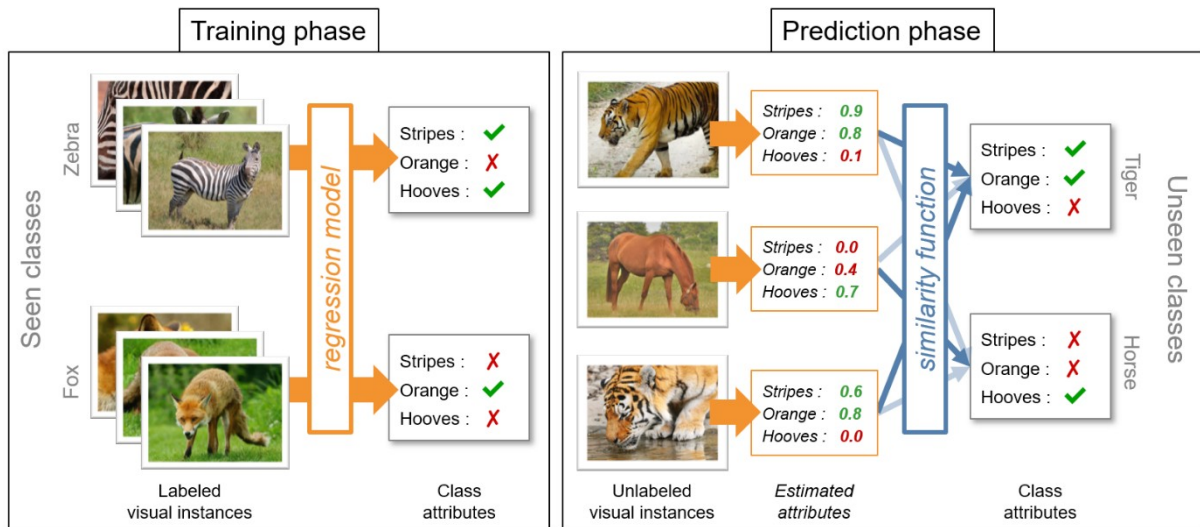 Training phase
Seen classes
Zebra
Fox
regression model
Stripes : ✓
Orange : ✗
Hooves : ✓
Stripes : ✗
Orange : ✓
Hooves : ✗
Labeled
visual instances
Class
attributes
Prediction phase
Stripes : 0.9
Orange : 0.8
Hooves : 0.1
Stripes : 0.0
Orange : 0.4
Hooves : 0.7
Stripes : 0.6
Orange : 0.8
Hooves : 0.0
similarity function
Stripes : ✓
Orange : ✓
Hooves : ✗
Tiger
Stripes : ✗
Orange : ✗
Hooves : ✓
Horse
Unseen classes
Unlabeled
visual instances
Estimated
attributes
Class
attributes